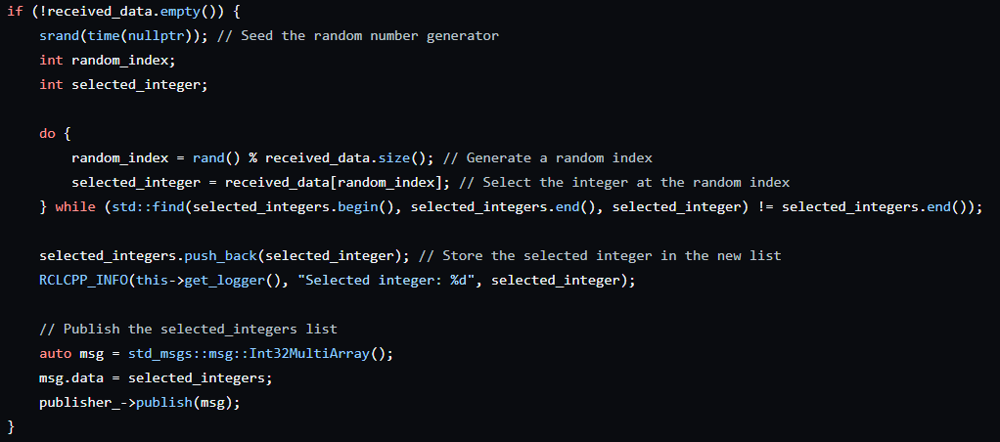 if (!received_data.empty()) {
    srand(time(nullptr)); // Seed the random number generator
    int random_index;
    int selected_integer;

    do {
        random_index = rand() % received_data.size(); // Generate a random index
        selected_integer = received_data[random_index]; // Select the integer at the random index
    } while (std::find(selected_integers.begin(), selected_integers.end(), selected_integer) != selected_integers.end());

    selected_integers.push_back(selected_integer); // Store the selected integer in the new list
    RCLCPP_INFO(this->get_logger(), "Selected integer: %d", selected_integer);

    // Publish the selected_integers list
    auto msg = std_msgs::msg::Int32MultiArray();
    msg.data = selected_integers;
    publisher_->publish(msg);
}